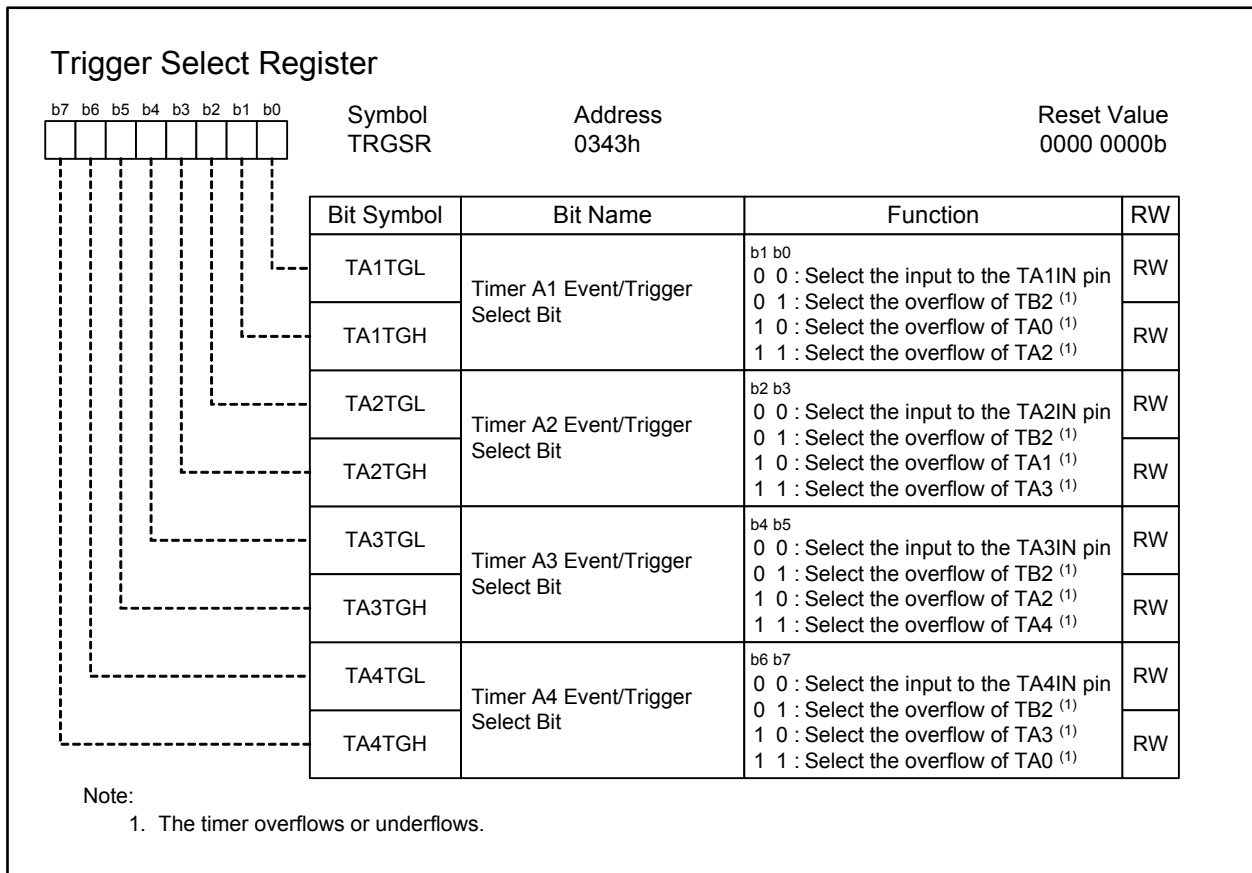 Trigger Select Register
b7 b6 b5 b4 b3 b2 b1 b0
Symbol Address Reset Value
TRGSR 0343h 0000 0000b
Bit Symbol Bit Name Function RW
TA1TGL
TA1TGH
Timer A1 Event/Trigger
Select Bit
b1 b0
0 0 : Select the input to the TA1IN pin
0 1 : Select the overflow of TB2 (1)
1 0 : Select the overflow of TA0 (1)
1 1 : Select the overflow of TA2 (1)
RW
RW
TA2TGL
TA2TGH
Timer A2 Event/Trigger
Select Bit
b2 b3
0 0 : Select the input to the TA2IN pin
0 1 : Select the overflow of TB2 (1)
1 0 : Select the overflow of TA1 (1)
1 1 : Select the overflow of TA3 (1)
RW
RW
TA3TGL
TA3TGH
Timer A3 Event/Trigger
Select Bit
b4 b5
0 0 : Select the input to the TA3IN pin
0 1 : Select the overflow of TB2 (1)
1 0 : Select the overflow of TA2 (1)
1 1 : Select the overflow of TA4 (1)
RW
RW
TA4TGL
TA4TGH
Timer A4 Event/Trigger
Select Bit
b6 b7
0 0 : Select the input to the TA4IN pin
0 1 : Select the overflow of TB2 (1)
1 0 : Select the overflow of TA3 (1)
1 1 : Select the overflow of TA0 (1)
RW
RW
Note:
1. The timer overflows or underflows.